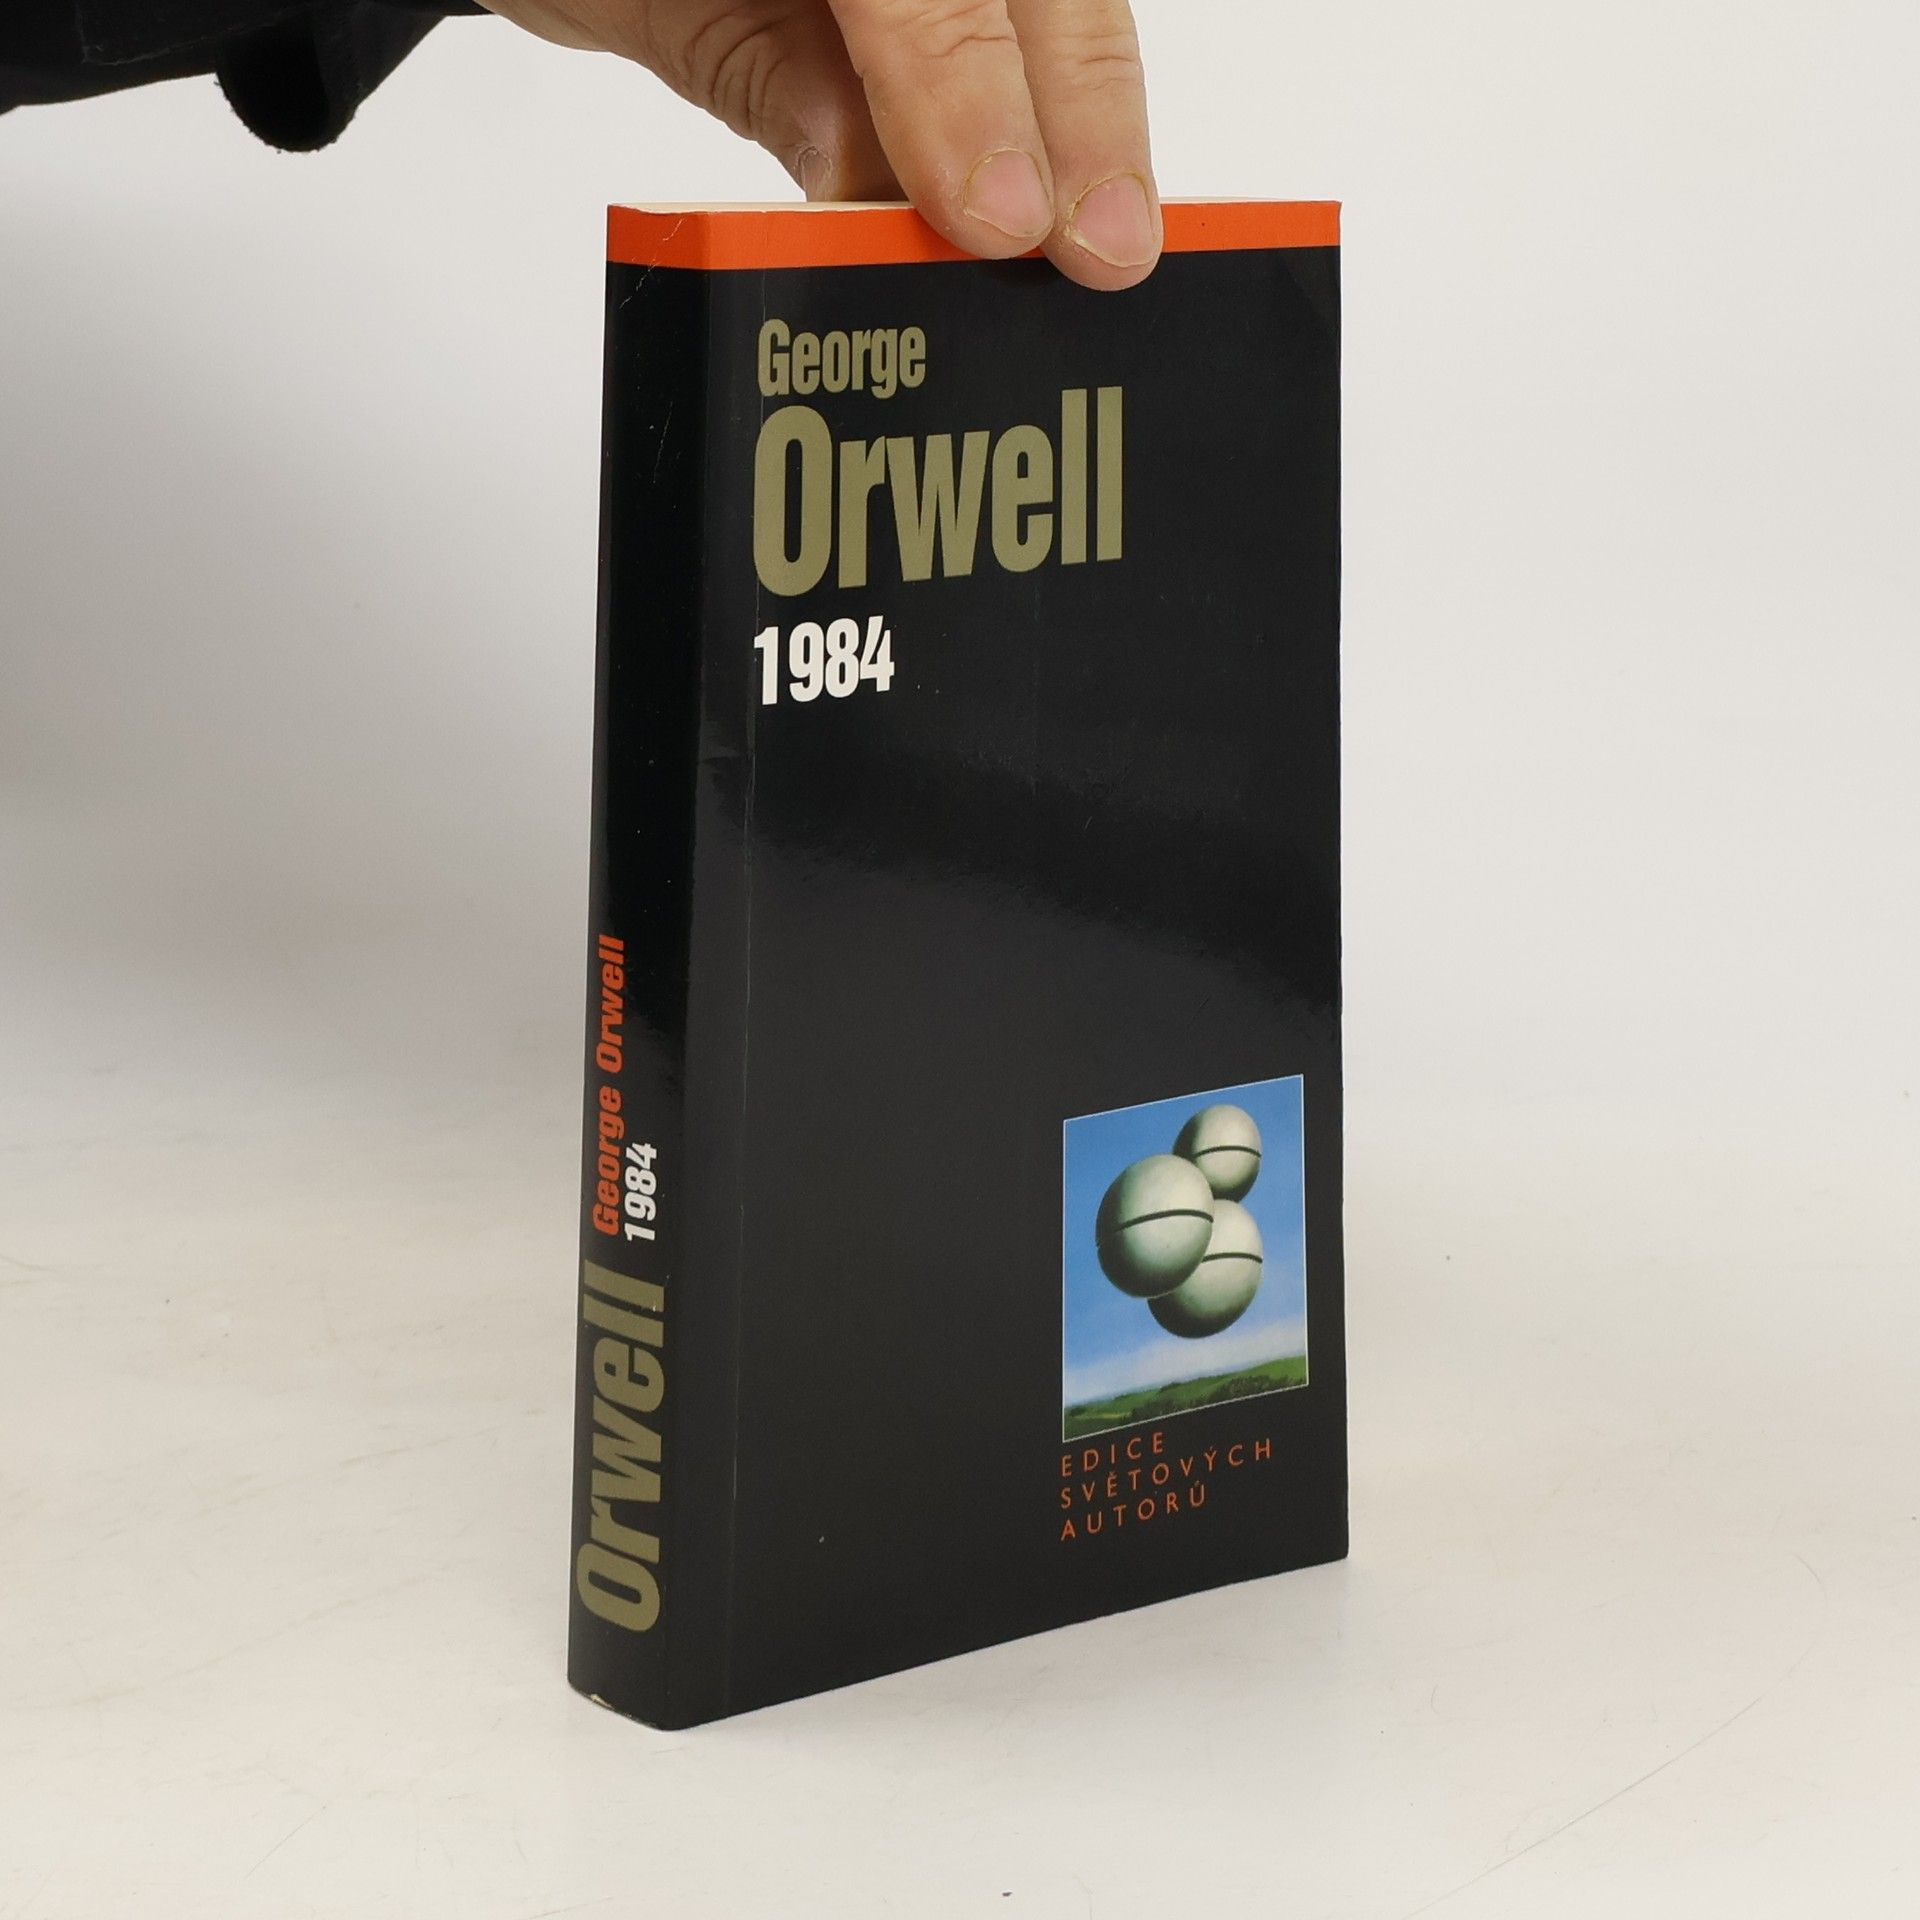 George
Orwell
1984
EDICE
SVĚTOVÝCH
AUTORŮ
George Orwell
1984
Orwell